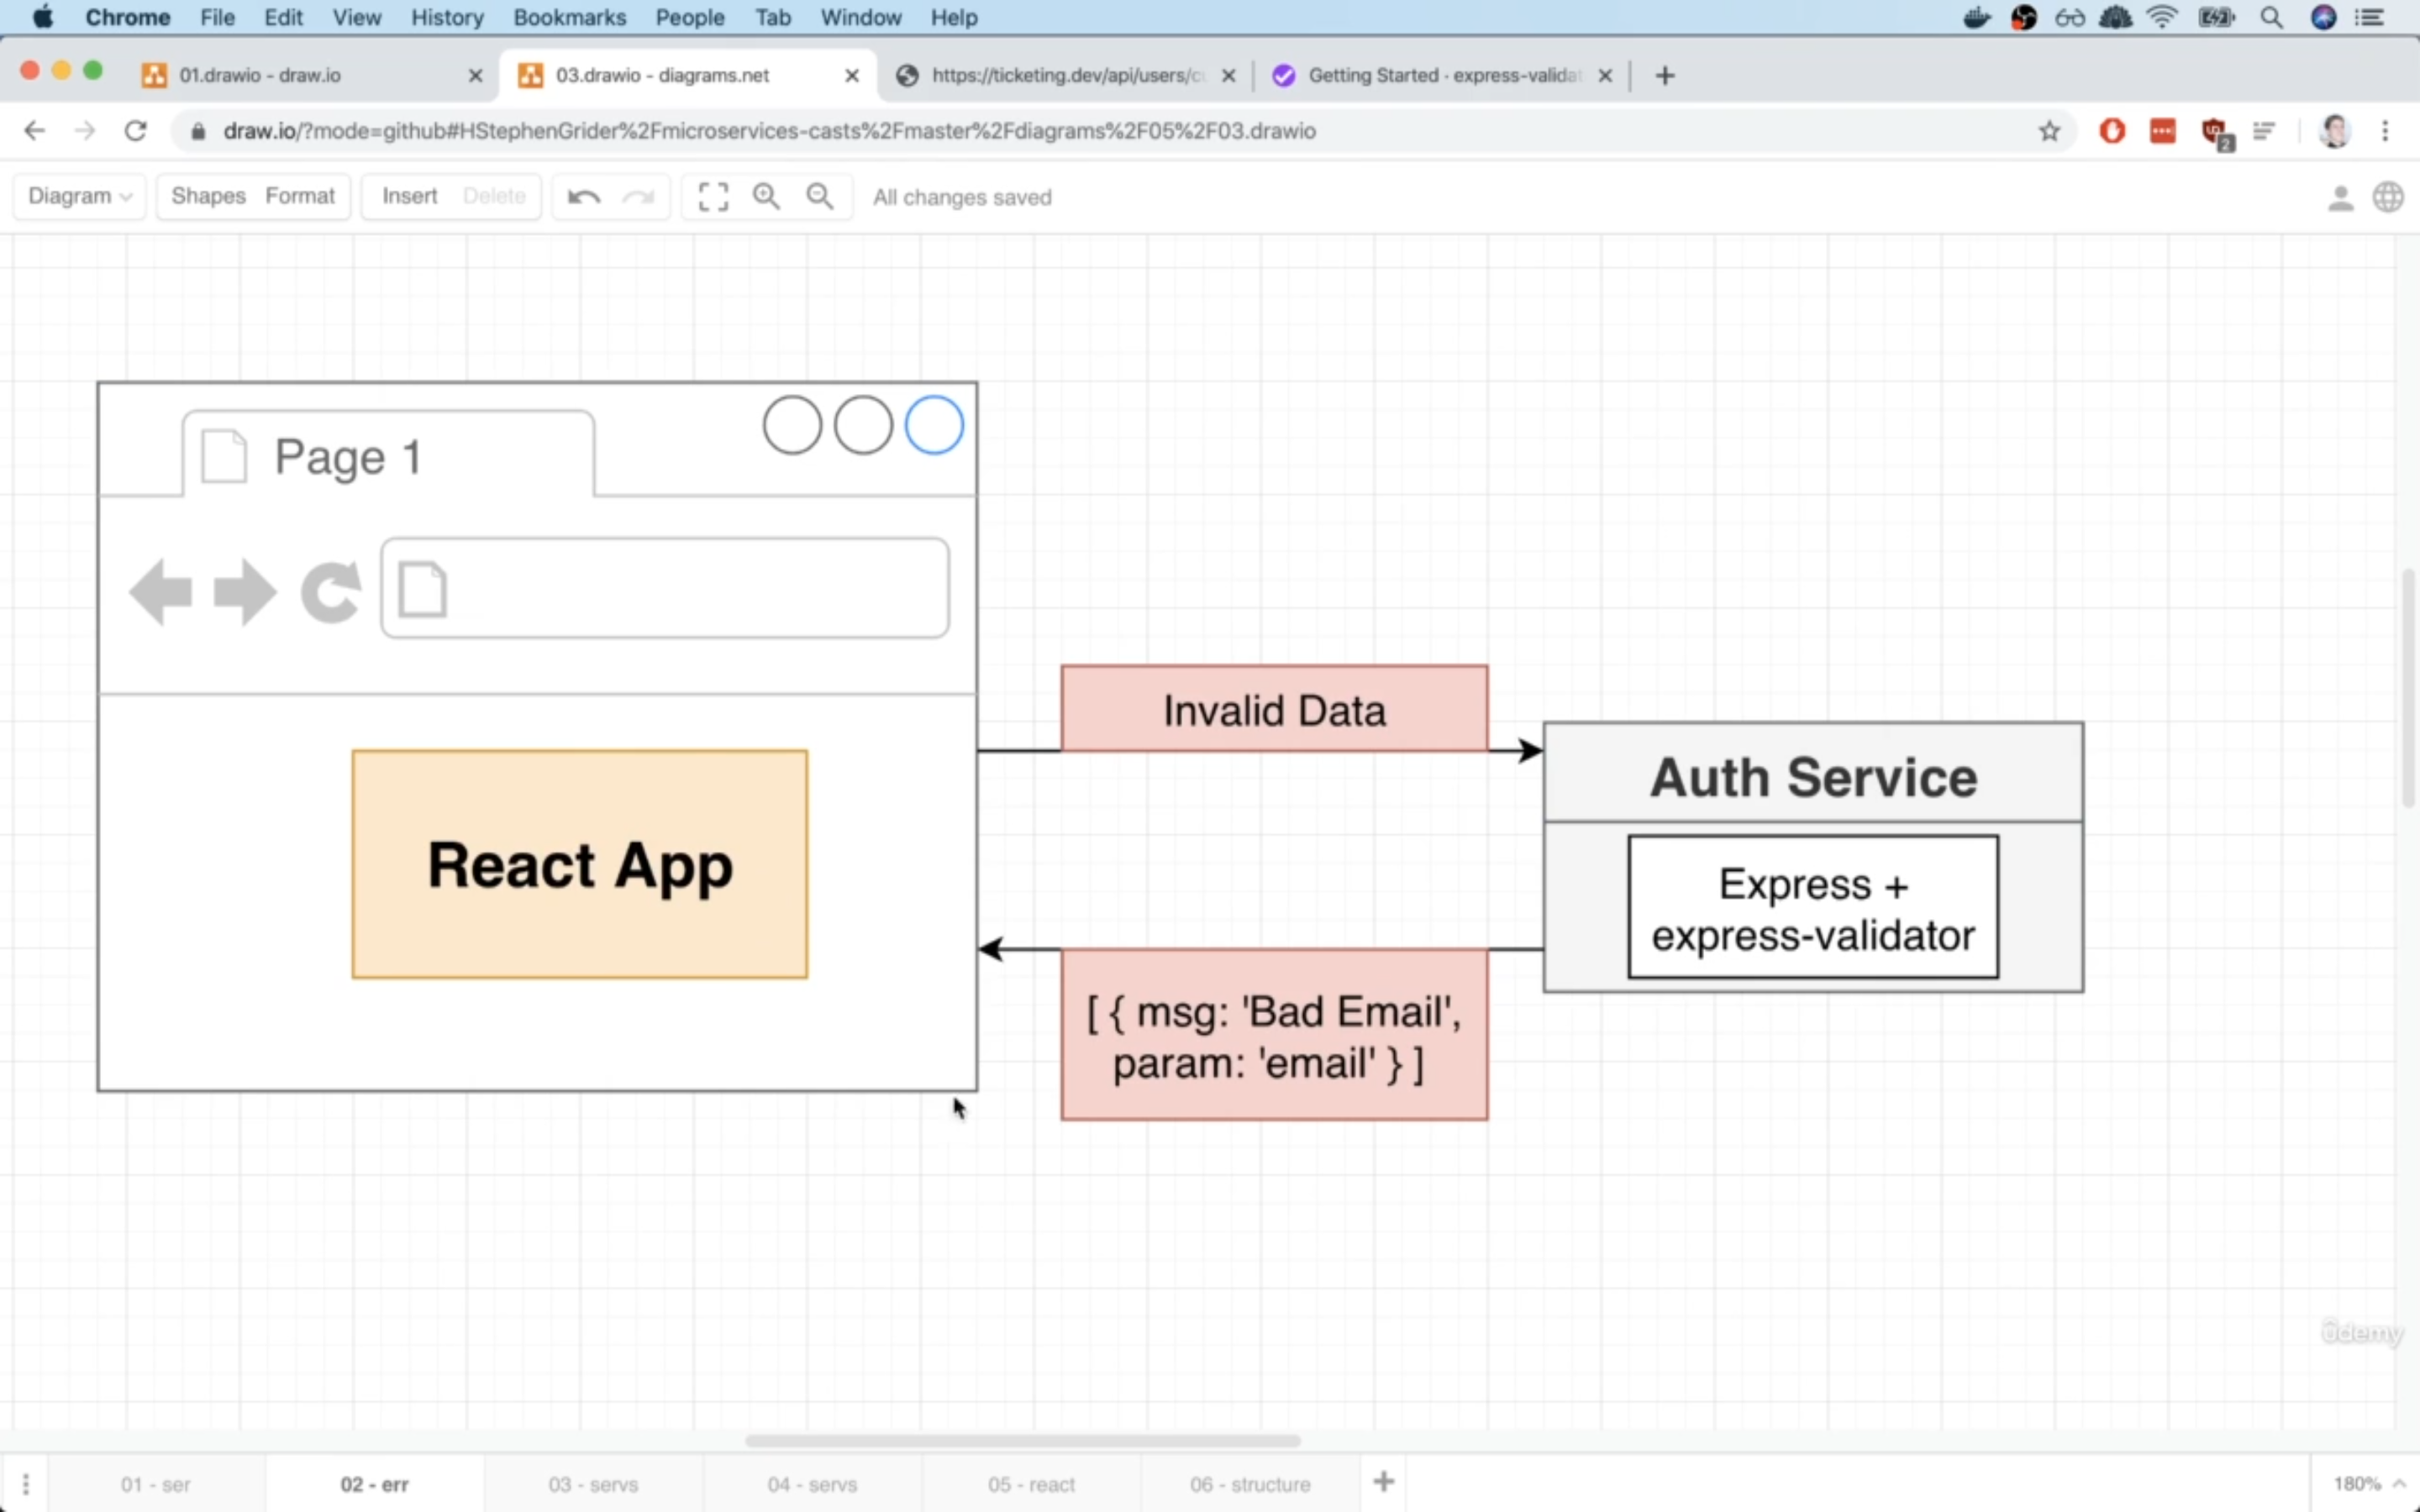 Chrome File Edit View History Bookmarks People Tab Window Help
01.drawio - draw.io
03.drawio - diagrams.net
https://ticketing.dev/api/users/cu
Getting Started · express-validat
draw.io/?mode=github#HStephenGrider%2Fmicroservices-casts%2Fmaster%2Fdiagrams%2F05%2F03.drawio
2
Diagram Shapes Format Insert Delete All changes saved
Page 1
Invalid Data
Auth Service
React App
Express +
express-validator
[ { msg: 'Bad Email',
param: 'email' } ]
ûdemy
01 - ser 02 - err 03 - servs 04 - servs 05 - react 06 - structure 180%